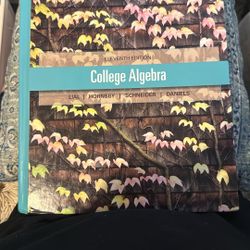 ELEVENTH EDITION
College Algebra
LIAL | HORNSBY | SCHNEIDER | DANIELS